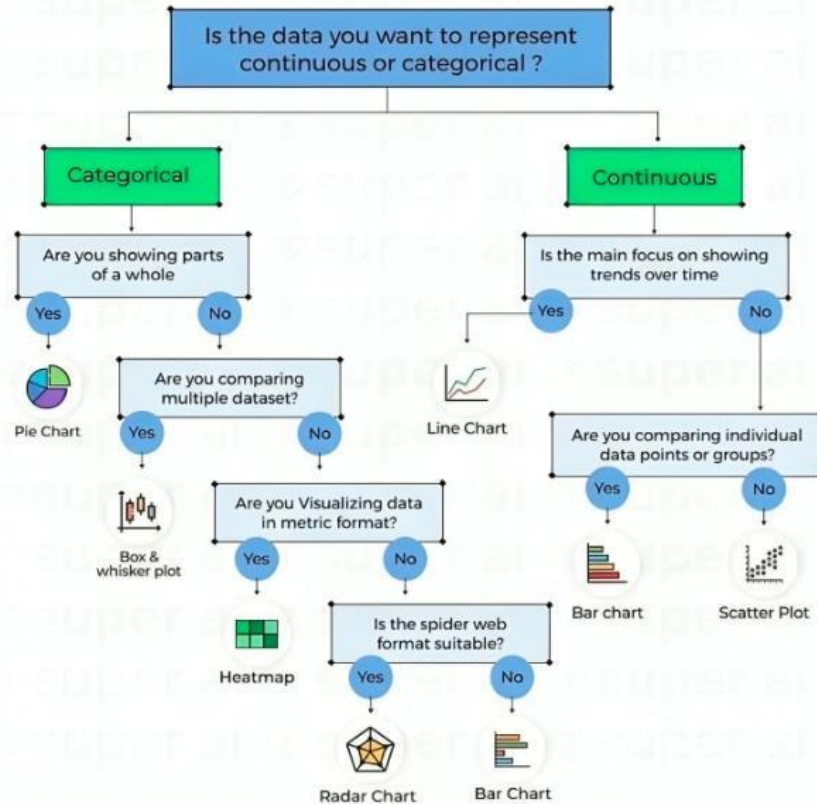 Is the data you want to represent
continuous or categorical ?
Categorical
Continuous
Are you showing parts
of a whole
Is the main focus on showing
trends over time
Yes
No
Yes
No
Pie Chart
Are you comparing
multiple dataset?
Line Chart
Are you comparing individual
data points or groups?
Yes
No
Yes
No
Box &
whisker plot
Are you Visualizing data
in metric format?
Bar chart
Scatter Plot
Yes
No
Heatmap
Is the spider web
format suitable?
Yes
No
Radar Chart
Bar Chart